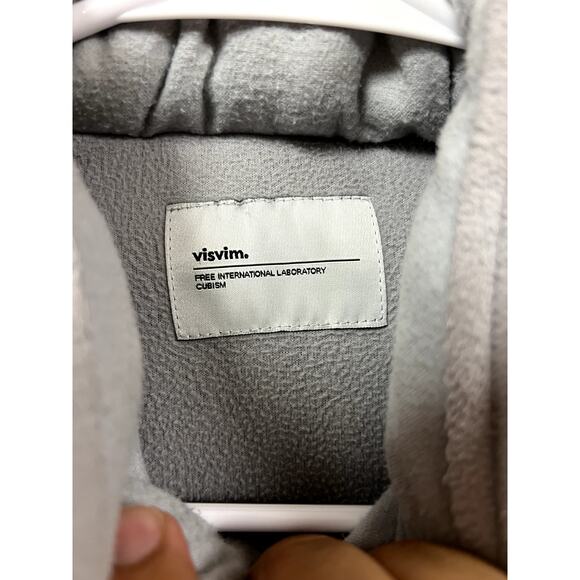 visvim.
FREE INTERNATIONAL LABORATORY
CUBISM